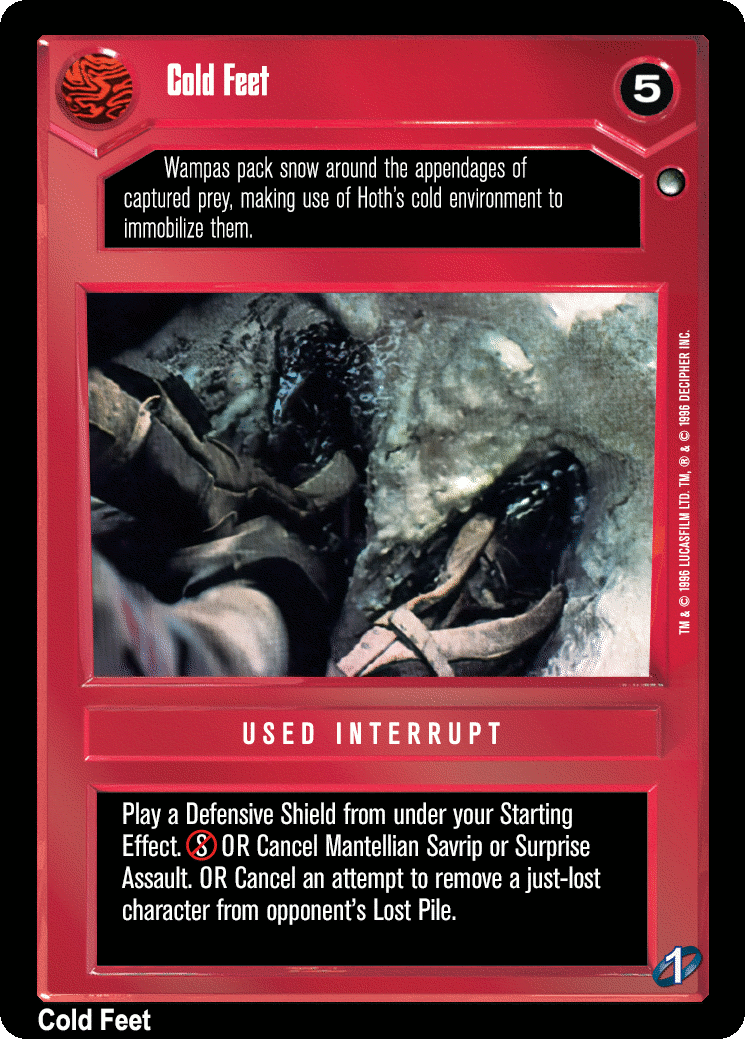 Cold Feet
5
Wampas pack snow around the appendages of
captured prey, making use of Hoth's cold environment to
immobilize them.
TM & © 1996 LUCASFILM LTD. TM, ® & © 1996 DECIPHER INC.
USED INTERRUPT
Play a Defensive Shield from under your Starting
Effect. S OR Cancel Mantellian Savrip or Surprise
Assault. OR Cancel an attempt to remove a just-lost
character from opponent's Lost Pile.
1
Cold Feet